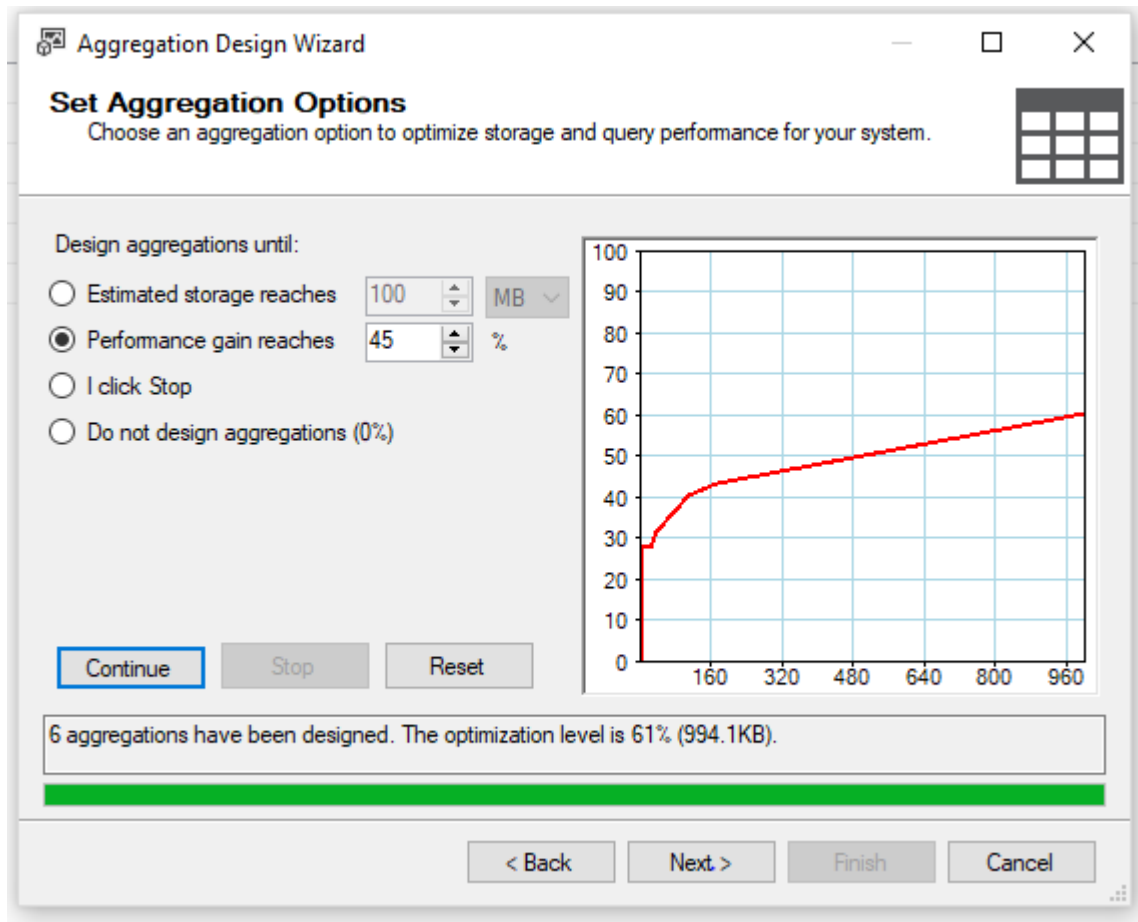 Aggregation Design Wizard
Set Aggregation Options
Choose an aggregation option to optimize storage and query performance for your system.
Design aggregations until:
Estimated storage reaches 100 MB
Performance gain reaches 45 %
I click Stop
Do not design aggregations (0%)
Continue Stop Reset
100
90
80
70
60
50
40
30
20
10
0
160 320 480 640 800 960
6 aggregations have been designed. The optimization level is 61% (994.1KB).
< Back Next > Finish Cancel